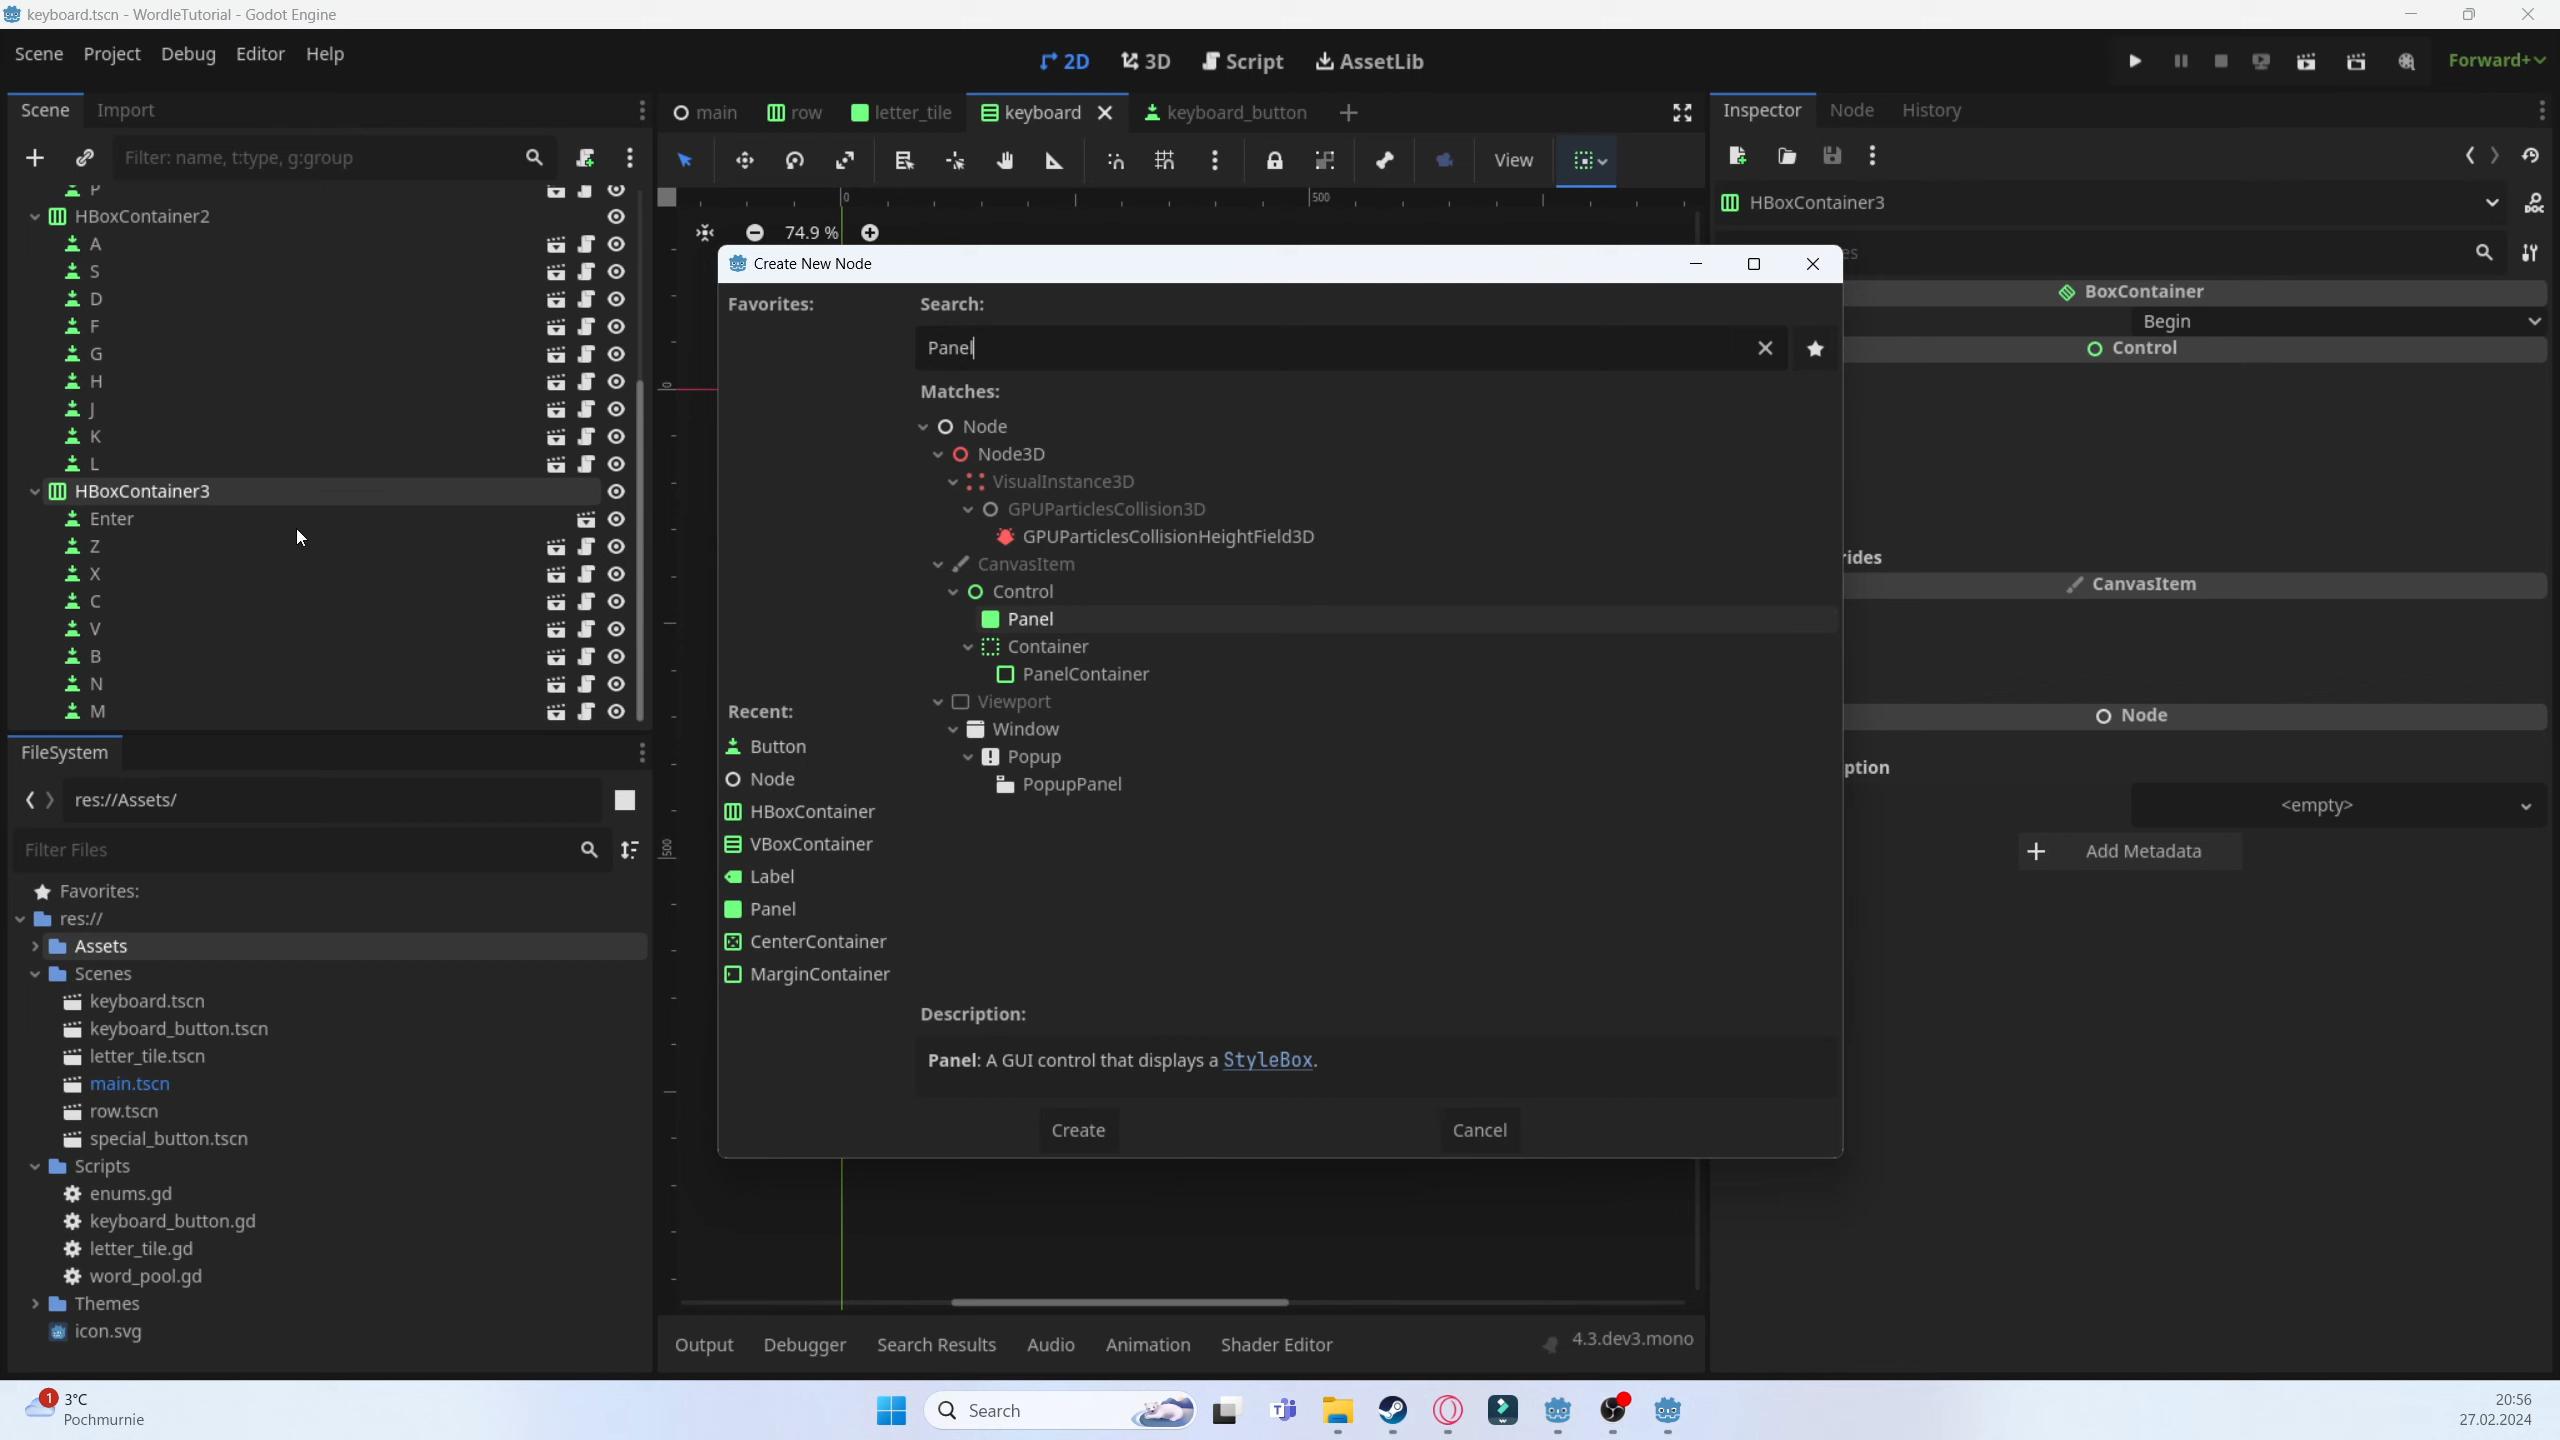 keyboard.tscn - WordleTutorial - Godot Engine
Scene Project Debug Editor Help
2D 3D Script AssetLib
Forward+
Scene Import
main row letter_tile keyboard keyboard_button
Inspector Node History
Filter: name, t:type, g:group
View
P
HBoxContainer2
A
S
D
F
G
H
J
K
L
HBoxContainer3
Enter
Z
X
C
V
B
N
M
0 500
74.9 %
0
500
HBoxContainer3
es
BoxContainer
Begin
Control
rides
CanvasItem
Node
ption
<empty>
Add Metadata
Create New Node
Favorites:
Search:
Panel
Matches:
Node
Node3D
VisualInstance3D
GPUParticlesCollision3D
GPUParticlesCollisionHeightField3D
CanvasItem
Control
Panel
Container
PanelContainer
Viewport
Window
Popup
PopupPanel
Recent:
Button
Node
HBoxContainer
VBoxContainer
Label
Panel
CenterContainer
MarginContainer
Description:
Panel: A GUI control that displays a StyleBox.
Create
Cancel
FileSystem
res://Assets/
Filter Files
Favorites:
res://
Assets
Scenes
keyboard.tscn
keyboard_button.tscn
letter_tile.tscn
main.tscn
row.tscn
special_button.tscn
Scripts
enums.gd
keyboard_button.gd
letter_tile.gd
word_pool.gd
Themes
icon.svg
Output Debugger Search Results Audio Animation Shader Editor
4.3.dev3.mono
1
3°C
Pochmurnie
Search
20:56
27.02.2024